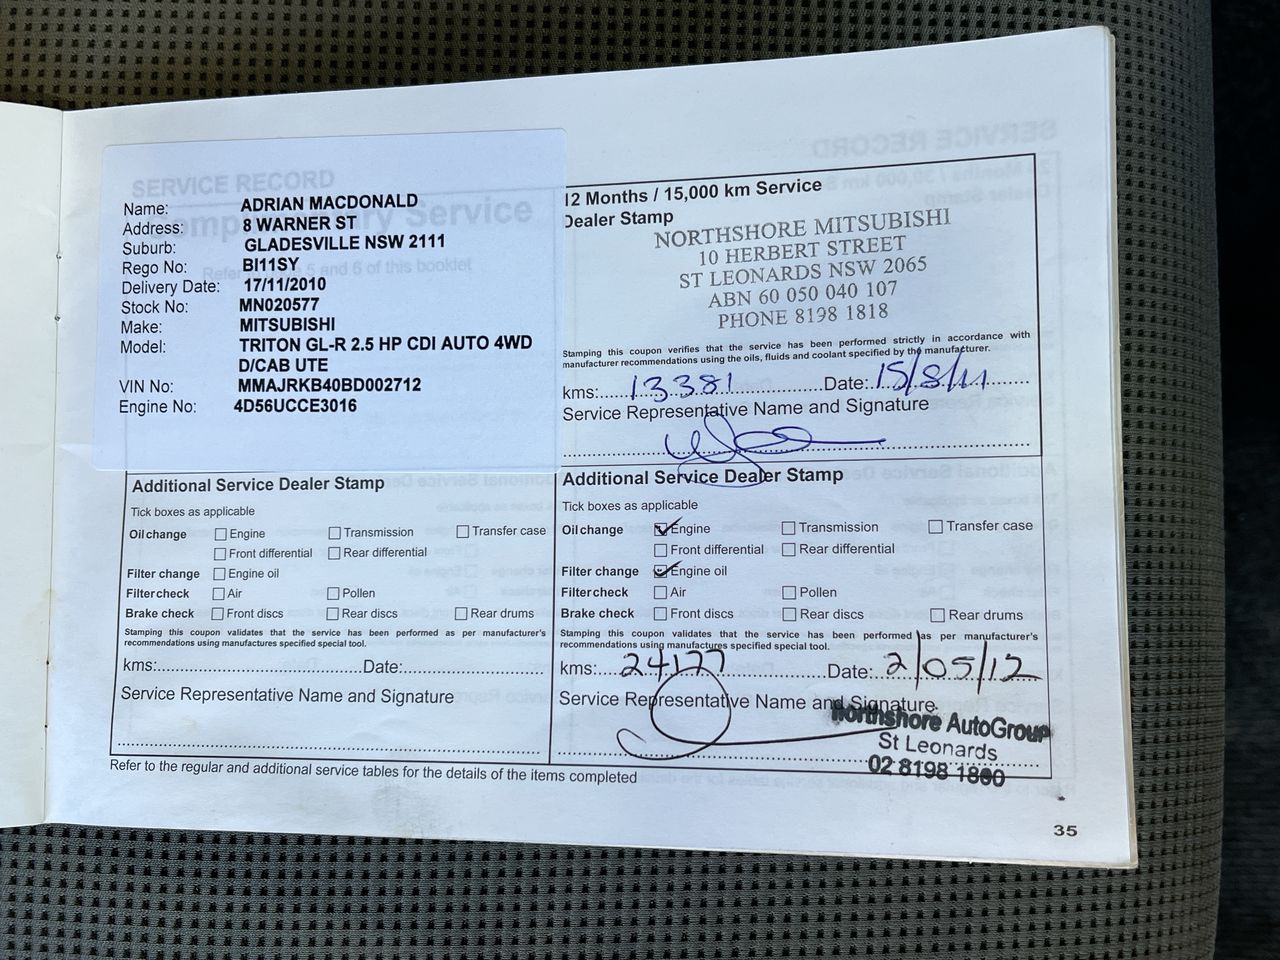 SERVICE RECORD
Complimentary Service
Name: ADRIAN MACDONALD
Address: 8 WARNER ST
Suburb: GLADESVILLE NSW 2111
Rego No: BI11SY
Refer 5 and 6 of this booklet
Delivery Date: 17/11/2010
Stock No: MN020577
Make: MITSUBISHI
Model: TRITON GL-R 2.5 HP CDI AUTO 4WD
D/CAB UTE
VIN No: MMAJRKB40BD002712
Engine No: 4D56UCCE3016
12 Months / 15,000 km Service
Dealer Stamp
NORTHSHORE MITSUBISHI
10 HERBERT STREET
ST LEONARDS NSW 2065
ABN 60 050 040 107
PHONE 8198 1818
Stamping this coupon verifies that the service has been performed strictly in accordance with
manufacturer recommendations using the oils, fluids and coolant specified by the manufacturer.
kms: 13381 Date: 15/8/11
Service Representative Name and Signature
Additional Service Dealer Stamp
Tick boxes as applicable
Oil change Engine Transmission Transfer case
Front differential Rear differential
Filter change Engine oil
Filter check Air Pollen
Brake check Front discs Rear discs Rear drums
Stamping this coupon validates that the service has been performed as per manufacturer's
recommendations using manufactures specified special tool.
kms: Date:
Service Representative Name and Signature
Additional Service Dealer Stamp
Tick boxes as applicable
Oil change Engine Transmission Transfer case
Front differential Rear differential
Filter change Engine oil
Filter check Air Pollen
Brake check Front discs Rear discs Rear drums
Stamping this coupon validates that the service has been performed as per manufacturer's
recommendations using manufactures specified special tool.
kms: 24177 Date: 2/05/12
Service Representative Name and Signature
Northshore AutoGroup
St Leonards
02 8198 1800
Refer to the regular and additional service tables for the details of the items completed
35